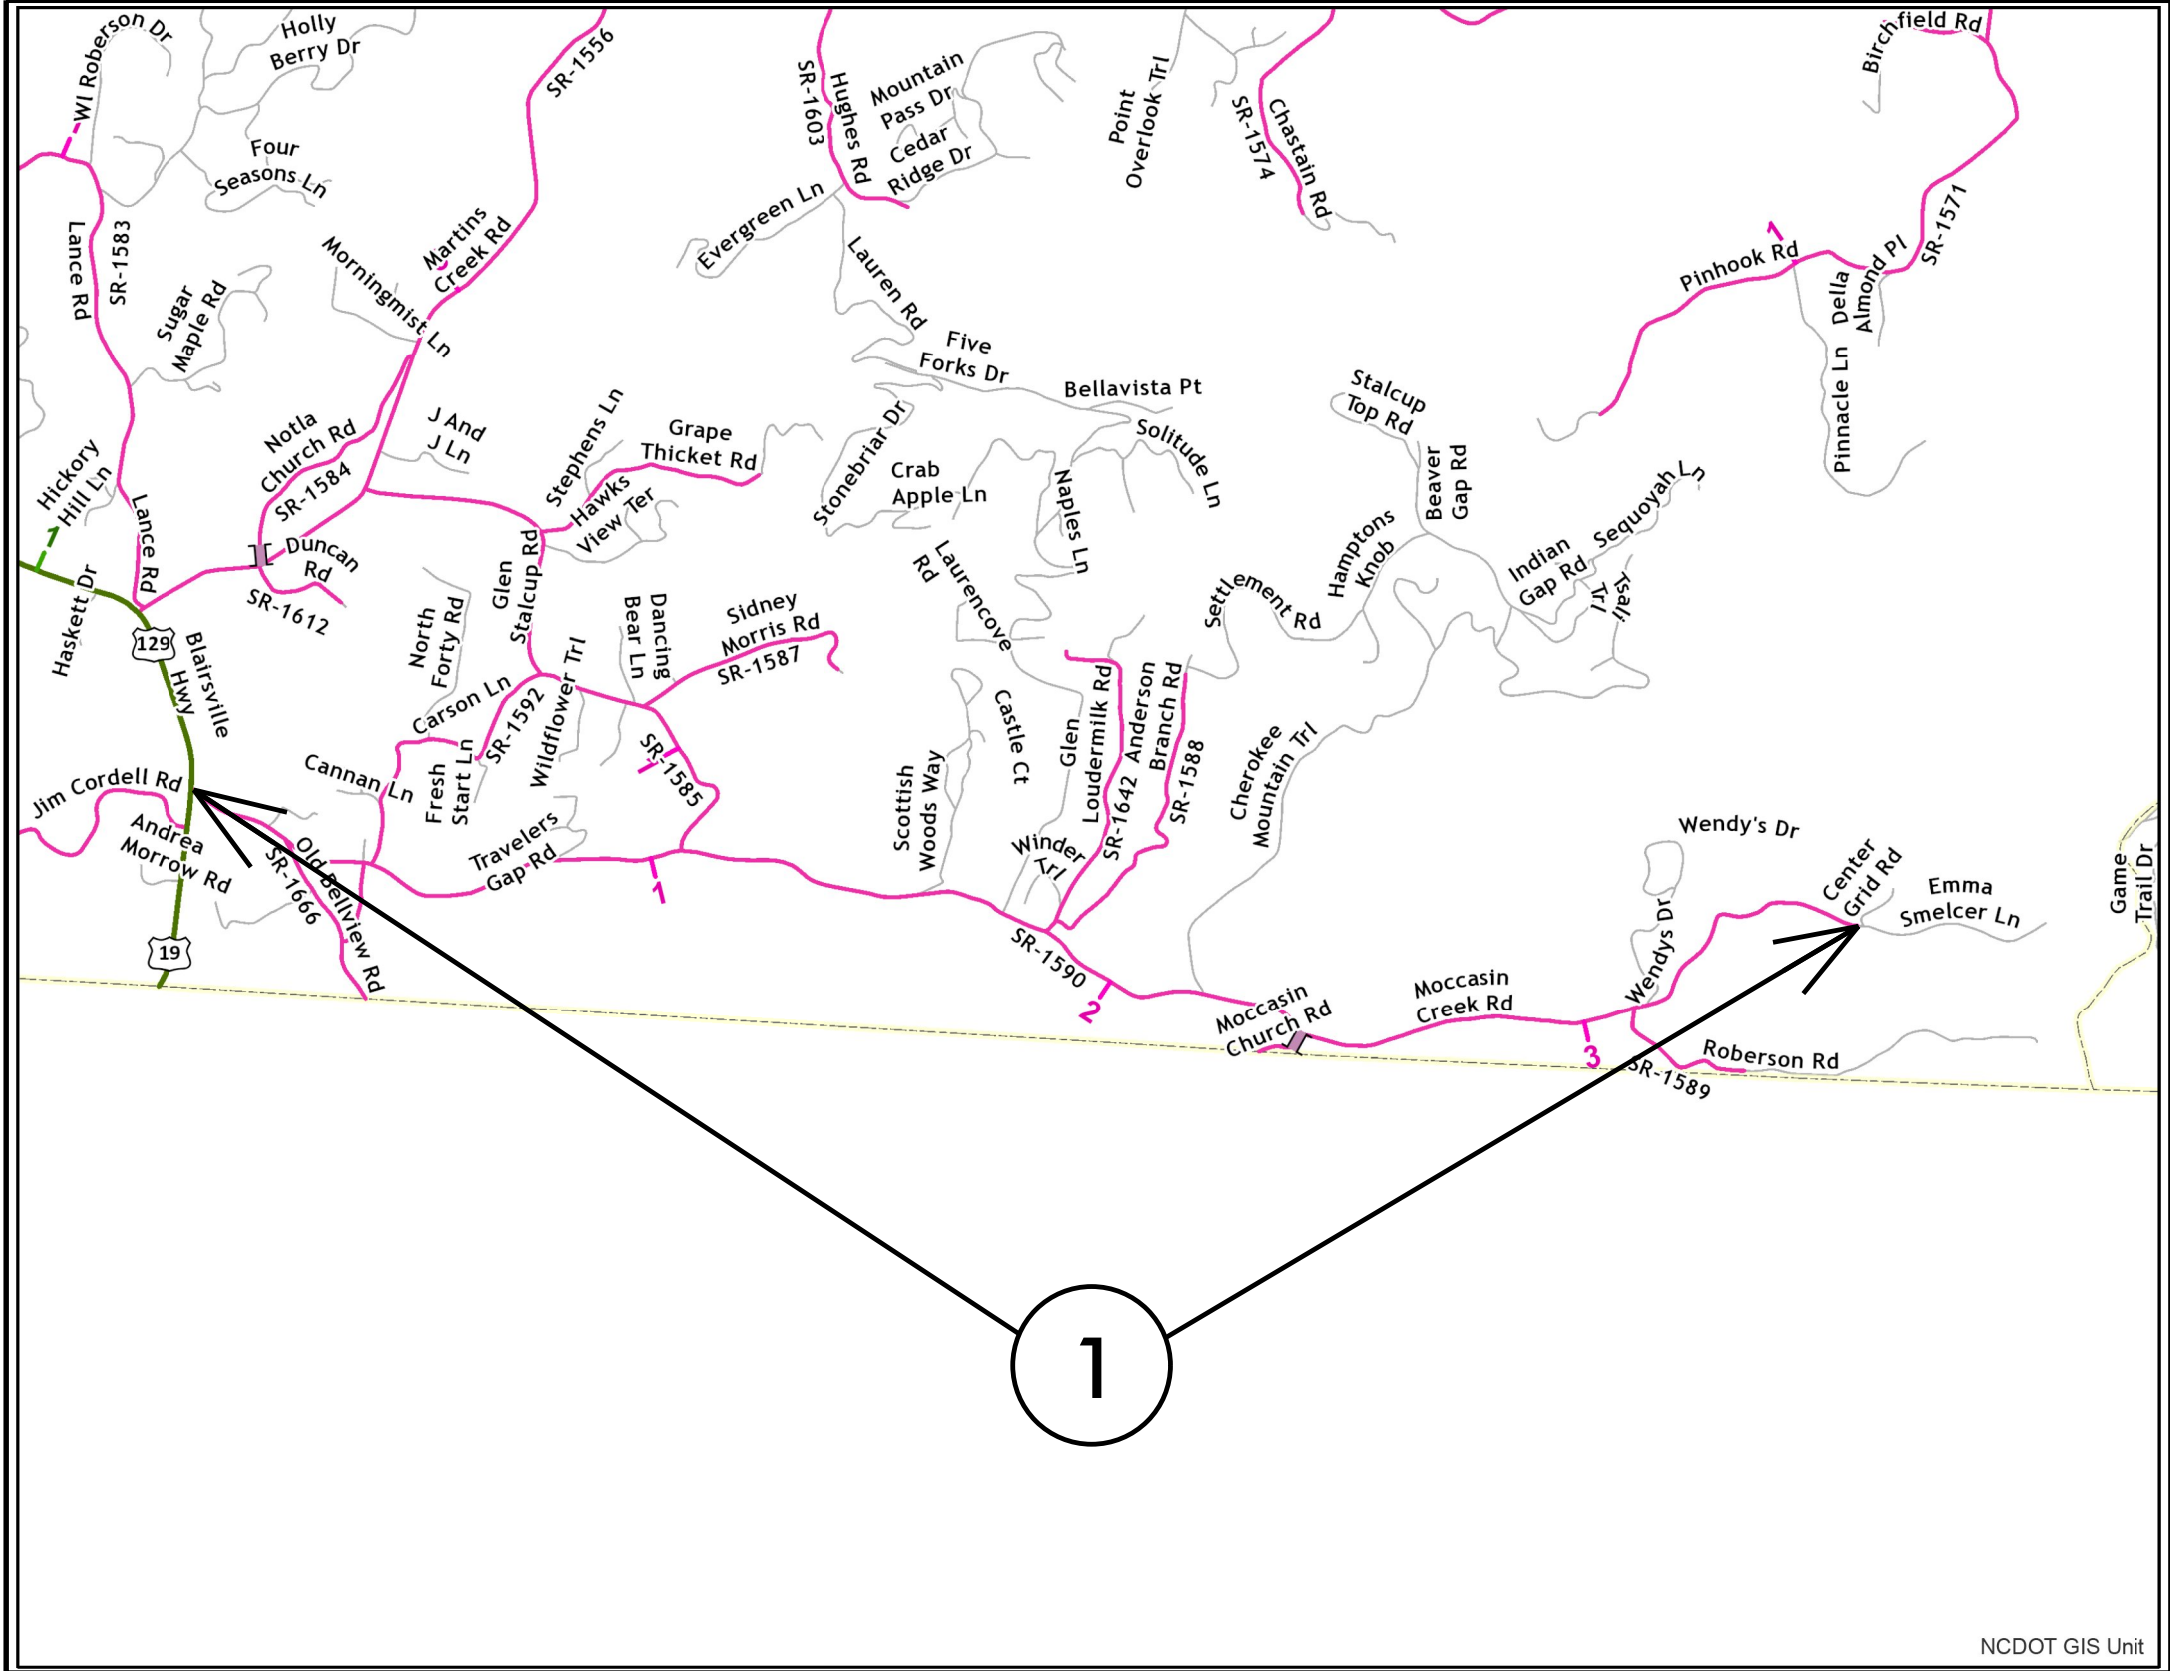 WI Roberson Dr
Holly
Berry Dr
SR-1556
SR-1603
Hughes Rd
Mountain
Pass Dr
Cedar
Ridge Dr
Point
Overlook Trl
SR-1574
Chastain Rd
Birchfield Rd
Four
Seasons Ln
Lance Rd
SR-1583
Martins
Creek Rd
Morningmist Ln
Evergreen Ln
Lauren Rd
SR-1571
1
Pinhook Rd
Della
Almond Pl
Pinnacle Ln
Sugar
Maple Rd
Five
Forks Dr
Bellavista Pt
Stalcup
Top Rd
Notla
Church Rd
SR-1584
J And
J Ln
Stephens Ln
Grape
Thicket Rd
Hawks
View Ter
Stonebriar Dr
Crab
Apple Ln
Naples Ln
Solitude Ln
Beaver
Gap Rd
Sequoyah Ln
Hickory
Hill Ln
1
Lance Rd
Duncan
Rd
SR-1612
Haskett Dr
129
Blairsville
Hwy
North
Forty Rd
Glen
Stalcup Rd
Dancing
Bear Ln
Sidney
Morris Rd
SR-1587
Laurencove
Rd
Settlement Rd
Hamptons
Knob
Indian
Gap Rd
Tsali
Trl
Carson Ln
SR-1592
Wildflower Trl
SR-1585
1
Cannan Ln
Fresh
Start Ln
Jim Cordell Rd
Andrea
Morrow Rd
Old Bellview Rd
SR-1666
19
Travelers
Gap Rd
1
Scottish
Woods Way
Castle Ct
Glen
Loudermilk Rd
SR-1642
Anderson
Branch Rd
SR-1588
Winder
Trl
Cherokee
Mountain Trl
SR-1590
2
Moccasin
Church Rd
Moccasin
Creek Rd
3
Wendy's Dr
Wendys Dr
Center
Grid Rd
Emma
Smelcer Ln
Game
Trail Dr
Roberson Rd
SR-1589
1
NCDOT GIS Unit